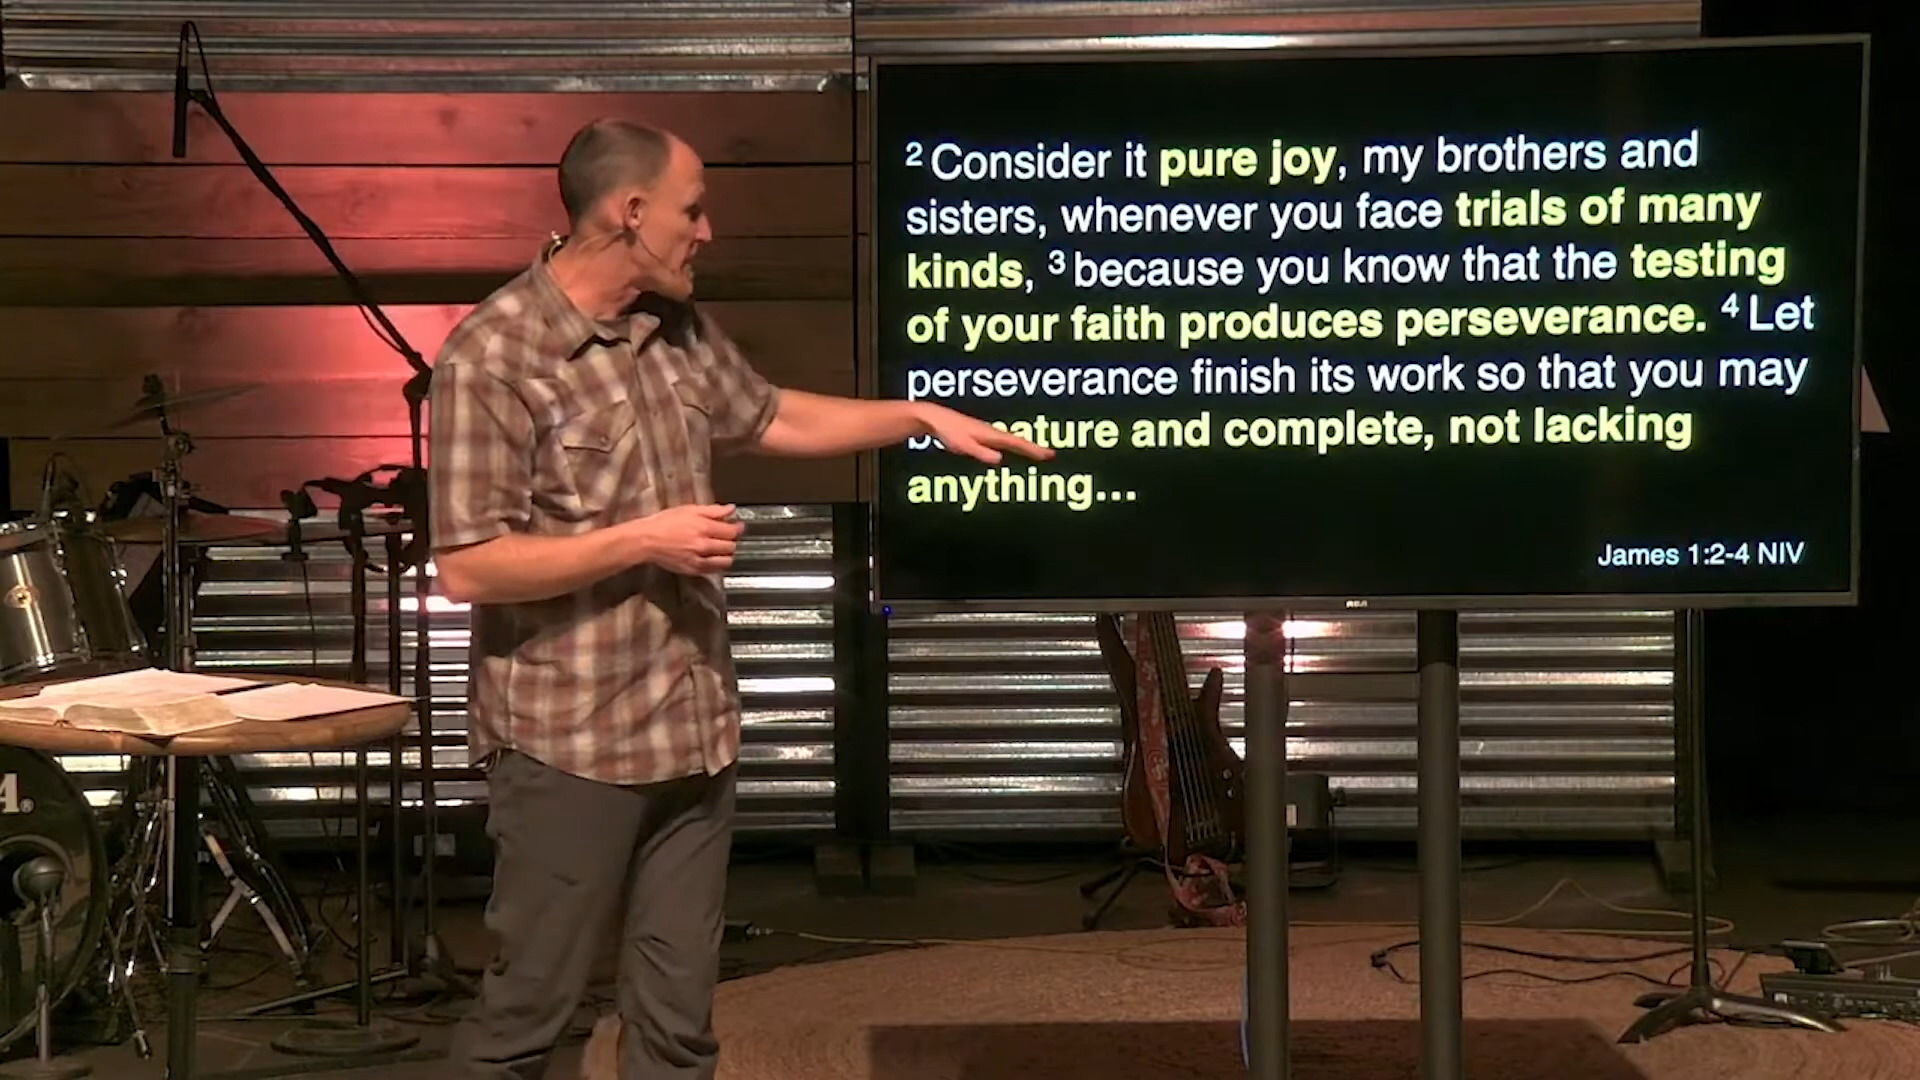 2 Consider it pure joy, my brothers and
sisters, whenever you face trials of many
kinds, 3 because you know that the testing
of your faith produces perseverance. 4 Let
perseverance finish its work so that you may
and complete, not lacking
anything...
James 1:2-4 NIV
RCA